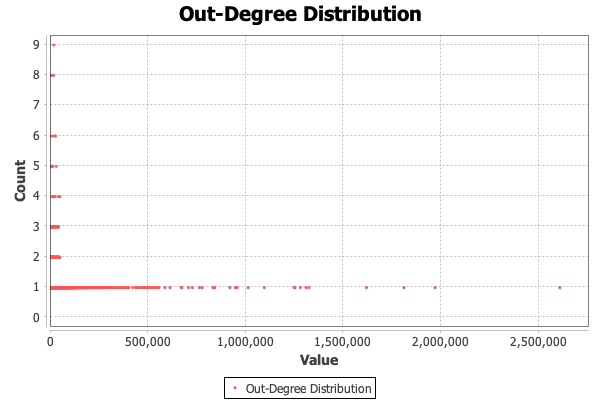 Out-Degree Distribution
9
8
7
6
5
4
3
2
1
0
Count
0 500,000 1,000,000 1,500,000 2,000,000 2,500,000
Value
Out-Degree Distribution